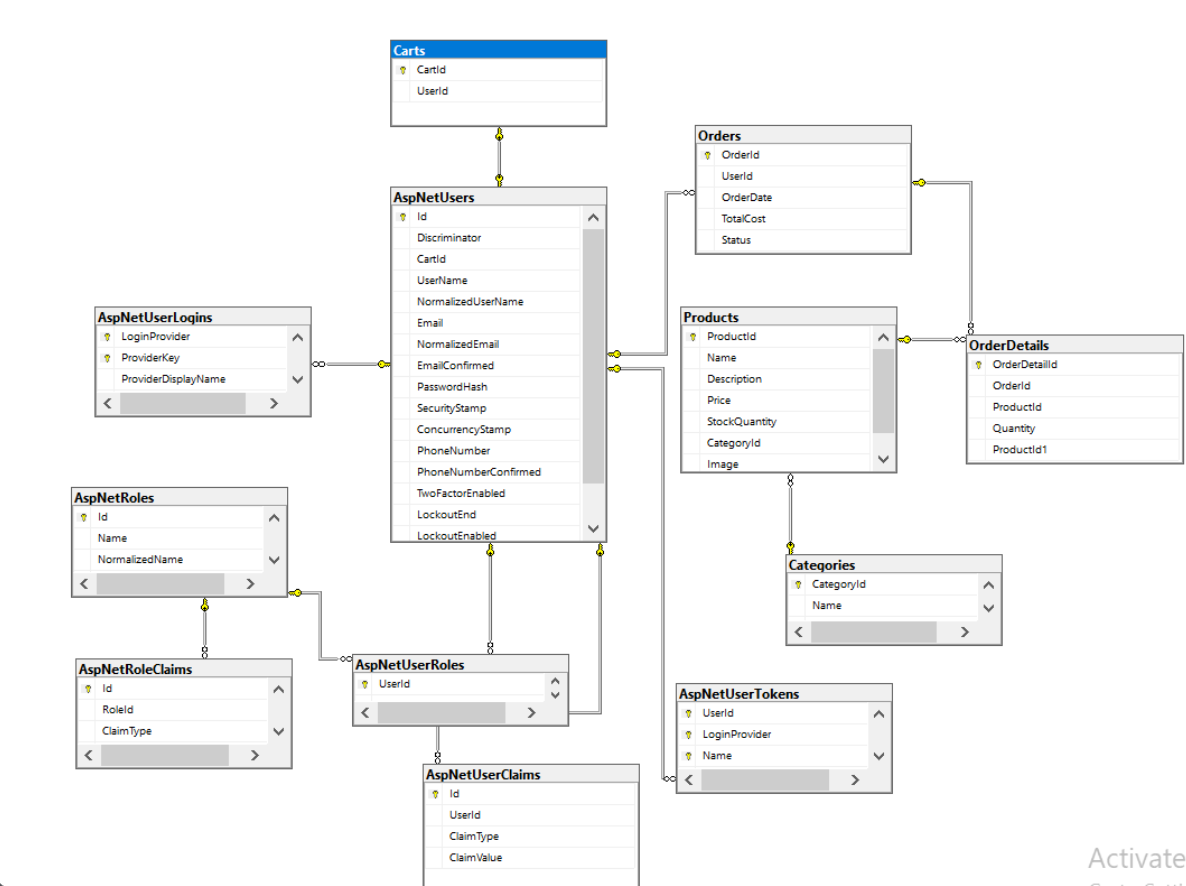 Carts
CartId
UserId
Orders
OrderId
UserId
OrderDate
TotalCost
Status
AspNetUsers
Id
Discriminator
CartId
UserName
NormalizedUserName
Email
NormalizedEmail
EmailConfirmed
PasswordHash
SecurityStamp
ConcurrencyStamp
PhoneNumber
PhoneNumberConfirmed
TwoFactorEnabled
LockoutEnd
LockoutEnabled
AspNetUserLogins
LoginProvider
ProviderKey
ProviderDisplayName
Products
ProductId
Name
Description
Price
StockQuantity
CategoryId
Image
OrderDetails
OrderDetailId
OrderId
ProductId
Quantity
ProductId1
AspNetRoles
Id
Name
NormalizedName
Categories
CategoryId
Name
AspNetRoleClaims
Id
RoleId
ClaimType
AspNetUserRoles
UserId
AspNetUserTokens
UserId
LoginProvider
Name
AspNetUserClaims
Id
UserId
ClaimType
ClaimValue
Activate